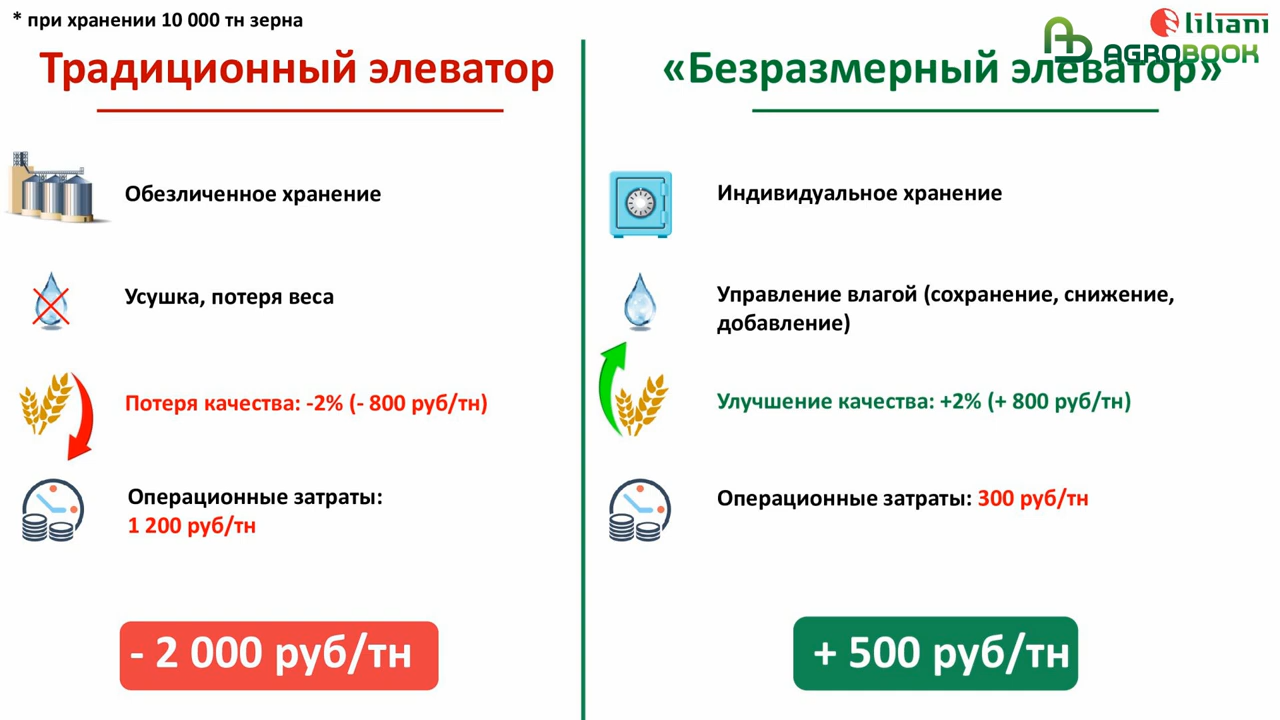 * при хранении 10 000 тн зерна
liliani
AGROBOOK
Традиционный элеватор
«Безразмерный элеватор»
Обезличенное хранение
Индивидуальное хранение
Усушка, потеря веса
Управление влагой (сохранение, снижение,
добавление)
Потеря качества: -2% (- 800 руб/тн)
Улучшение качества: +2% (+ 800 руб/тн)
Операционные затраты:
1 200 руб/тн
Операционные затраты: 300 руб/тн
- 2 000 руб/тн
+ 500 руб/тн